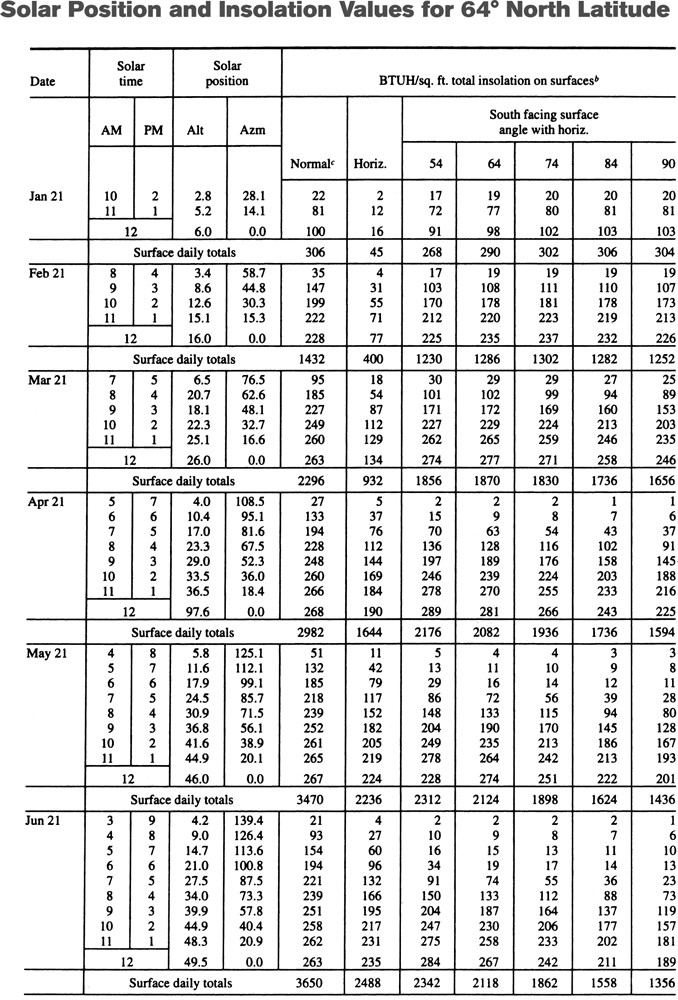 Solar Position and Insolation Values for 64° North Latitude
Date Solar time Solar position BTUH/sq. ft. total insolation on surfacesᵇ
South facing surface angle with horiz.
AM PM Alt Azm
Normalᶜ Horiz. 54 64 74 84 90
Jan 21 10 2 2.8 28.1 22 2 17 19 20 20 20
11 1 5.2 14.1 81 12 72 77 80 81 81
12 6.0 0.0 100 16 91 98 102 103 103
Surface daily totals 306 45 268 290 302 306 304
Feb 21 8 4 3.4 58.7 35 4 17 19 19 19 19
9 3 8.6 44.8 147 31 103 108 111 110 107
10 2 12.6 30.3 199 55 170 178 181 178 173
11 1 15.1 15.3 222 71 212 220 223 219 213
12 16.0 0.0 228 77 225 235 237 232 226
Surface daily totals 1432 400 1230 1286 1302 1282 1252
Mar 21 7 5 6.5 76.5 95 18 30 29 29 27 25
8 4 20.7 62.6 185 54 101 102 99 94 89
9 3 18.1 48.1 227 87 171 172 169 160 153
10 2 22.3 32.7 249 112 227 229 224 213 203
11 1 25.1 16.6 260 129 262 265 259 246 235
12 26.0 0.0 263 134 274 277 271 258 246
Surface daily totals 2296 932 1856 1870 1830 1736 1656
Apr 21 5 7 4.0 108.5 27 5 2 2 2 1 1
6 6 10.4 95.1 133 37 15 9 8 7 6
7 5 17.0 81.6 194 76 70 63 54 43 37
8 4 23.3 67.5 228 112 136 128 116 102 91
9 3 29.0 52.3 248 144 197 189 176 158 145
10 2 33.5 36.0 260 169 246 239 224 203 188
11 1 36.5 18.4 266 184 278 270 255 233 216
12 97.6 0.0 268 190 289 281 266 243 225
Surface daily totals 2982 1644 2176 2082 1936 1736 1594
May 21 4 8 5.8 125.1 51 11 5 4 4 3 3
5 7 11.6 112.1 132 42 13 11 10 9 8
6 6 17.9 99.1 185 79 29 16 14 12 11
7 5 24.5 85.7 218 117 86 72 56 39 28
8 4 30.9 71.5 239 152 148 133 115 94 80
9 3 36.8 56.1 252 182 204 190 170 145 128
10 2 41.6 38.9 261 205 249 235 213 186 167
11 1 44.9 20.1 265 219 278 264 242 213 193
12 46.0 0.0 267 224 228 274 251 222 201
Surface daily totals 3470 2236 2312 2124 1898 1624 1436
Jun 21 3 9 4.2 139.4 21 4 2 2 2 2 1
4 8 9.0 126.4 93 27 10 9 8 7 6
5 7 14.7 113.6 154 60 16 15 13 11 10
6 6 21.0 100.8 194 96 34 19 17 14 13
7 5 27.5 87.5 221 132 91 74 55 36 23
8 4 34.0 73.3 239 166 150 133 112 88 73
9 3 39.9 57.8 251 195 204 187 164 137 119
10 2 44.9 40.4 258 217 247 230 206 177 157
11 1 48.3 20.9 262 231 275 258 233 202 181
12 49.5 0.0 263 235 284 267 242 211 189
Surface daily totals 3650 2488 2342 2118 1862 1558 1356